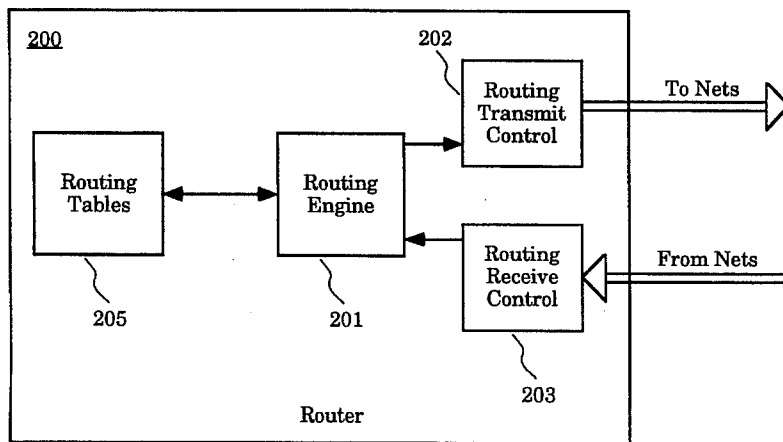 200
202
Routing
Transmit
Control
To Nets
Routing
Tables
Routing
Engine
Routing
Receive
Control
From Nets
205
201
203
Router